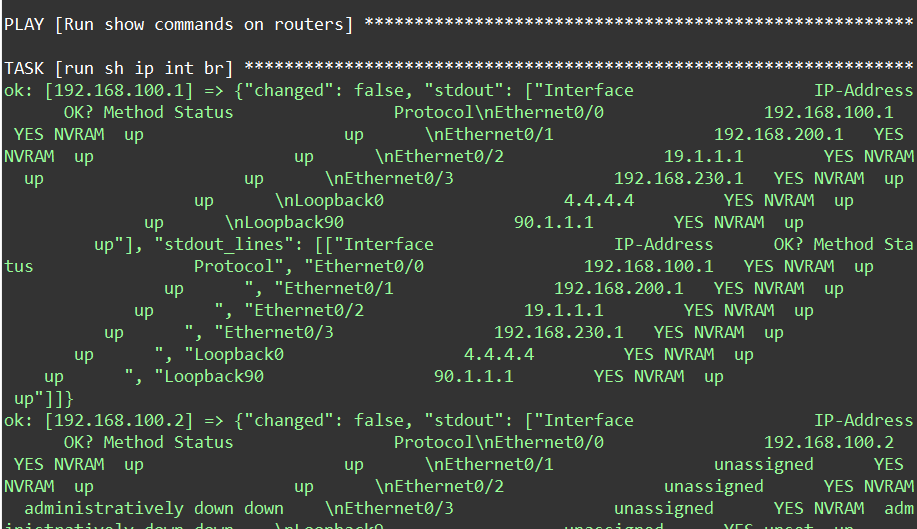 PLAY [Run show commands on routers] *******************************************************
TASK [run sh ip int br] *******************************************************************
ok: [192.168.100.1] => {"changed": false, "stdout": ["Interface                  IP-Address
      OK? Method Status                Protocol\nEthernet0/0                192.168.100.1
 YES NVRAM  up                    up      \nEthernet0/1                192.168.200.1   YES
NVRAM  up                    up      \nEthernet0/2                19.1.1.1        YES NVRAM
  up                    up      \nEthernet0/3                192.168.230.1   YES NVRAM  up
                   up      \nLoopback0                  4.4.4.4         YES NVRAM  up
              up      \nLoopback90                 90.1.1.1        YES NVRAM  up
         up"], "stdout_lines": [["Interface                  IP-Address      OK? Method Sta
tus                Protocol", "Ethernet0/0                192.168.100.1   YES NVRAM  up
                up      ", "Ethernet0/1                192.168.200.1   YES NVRAM  up
             up      ", "Ethernet0/2                19.1.1.1        YES NVRAM  up
          up      ", "Ethernet0/3                192.168.230.1   YES NVRAM  up
       up      ", "Loopback0                  4.4.4.4         YES NVRAM  up
    up      ", "Loopback90                 90.1.1.1        YES NVRAM  up
 up"]]}
ok: [192.168.100.2] => {"changed": false, "stdout": ["Interface                  IP-Address
      OK? Method Status                Protocol\nEthernet0/0                192.168.100.2
 YES NVRAM  up                    up      \nEthernet0/1                unassigned      YES
NVRAM  up                    up      \nEthernet0/2                unassigned      YES NVRAM
  administratively down down    \nEthernet0/3                unassigned      YES NVRAM  adm
inistratively down down    \nLoopback0                  unassigned      YES unset  up